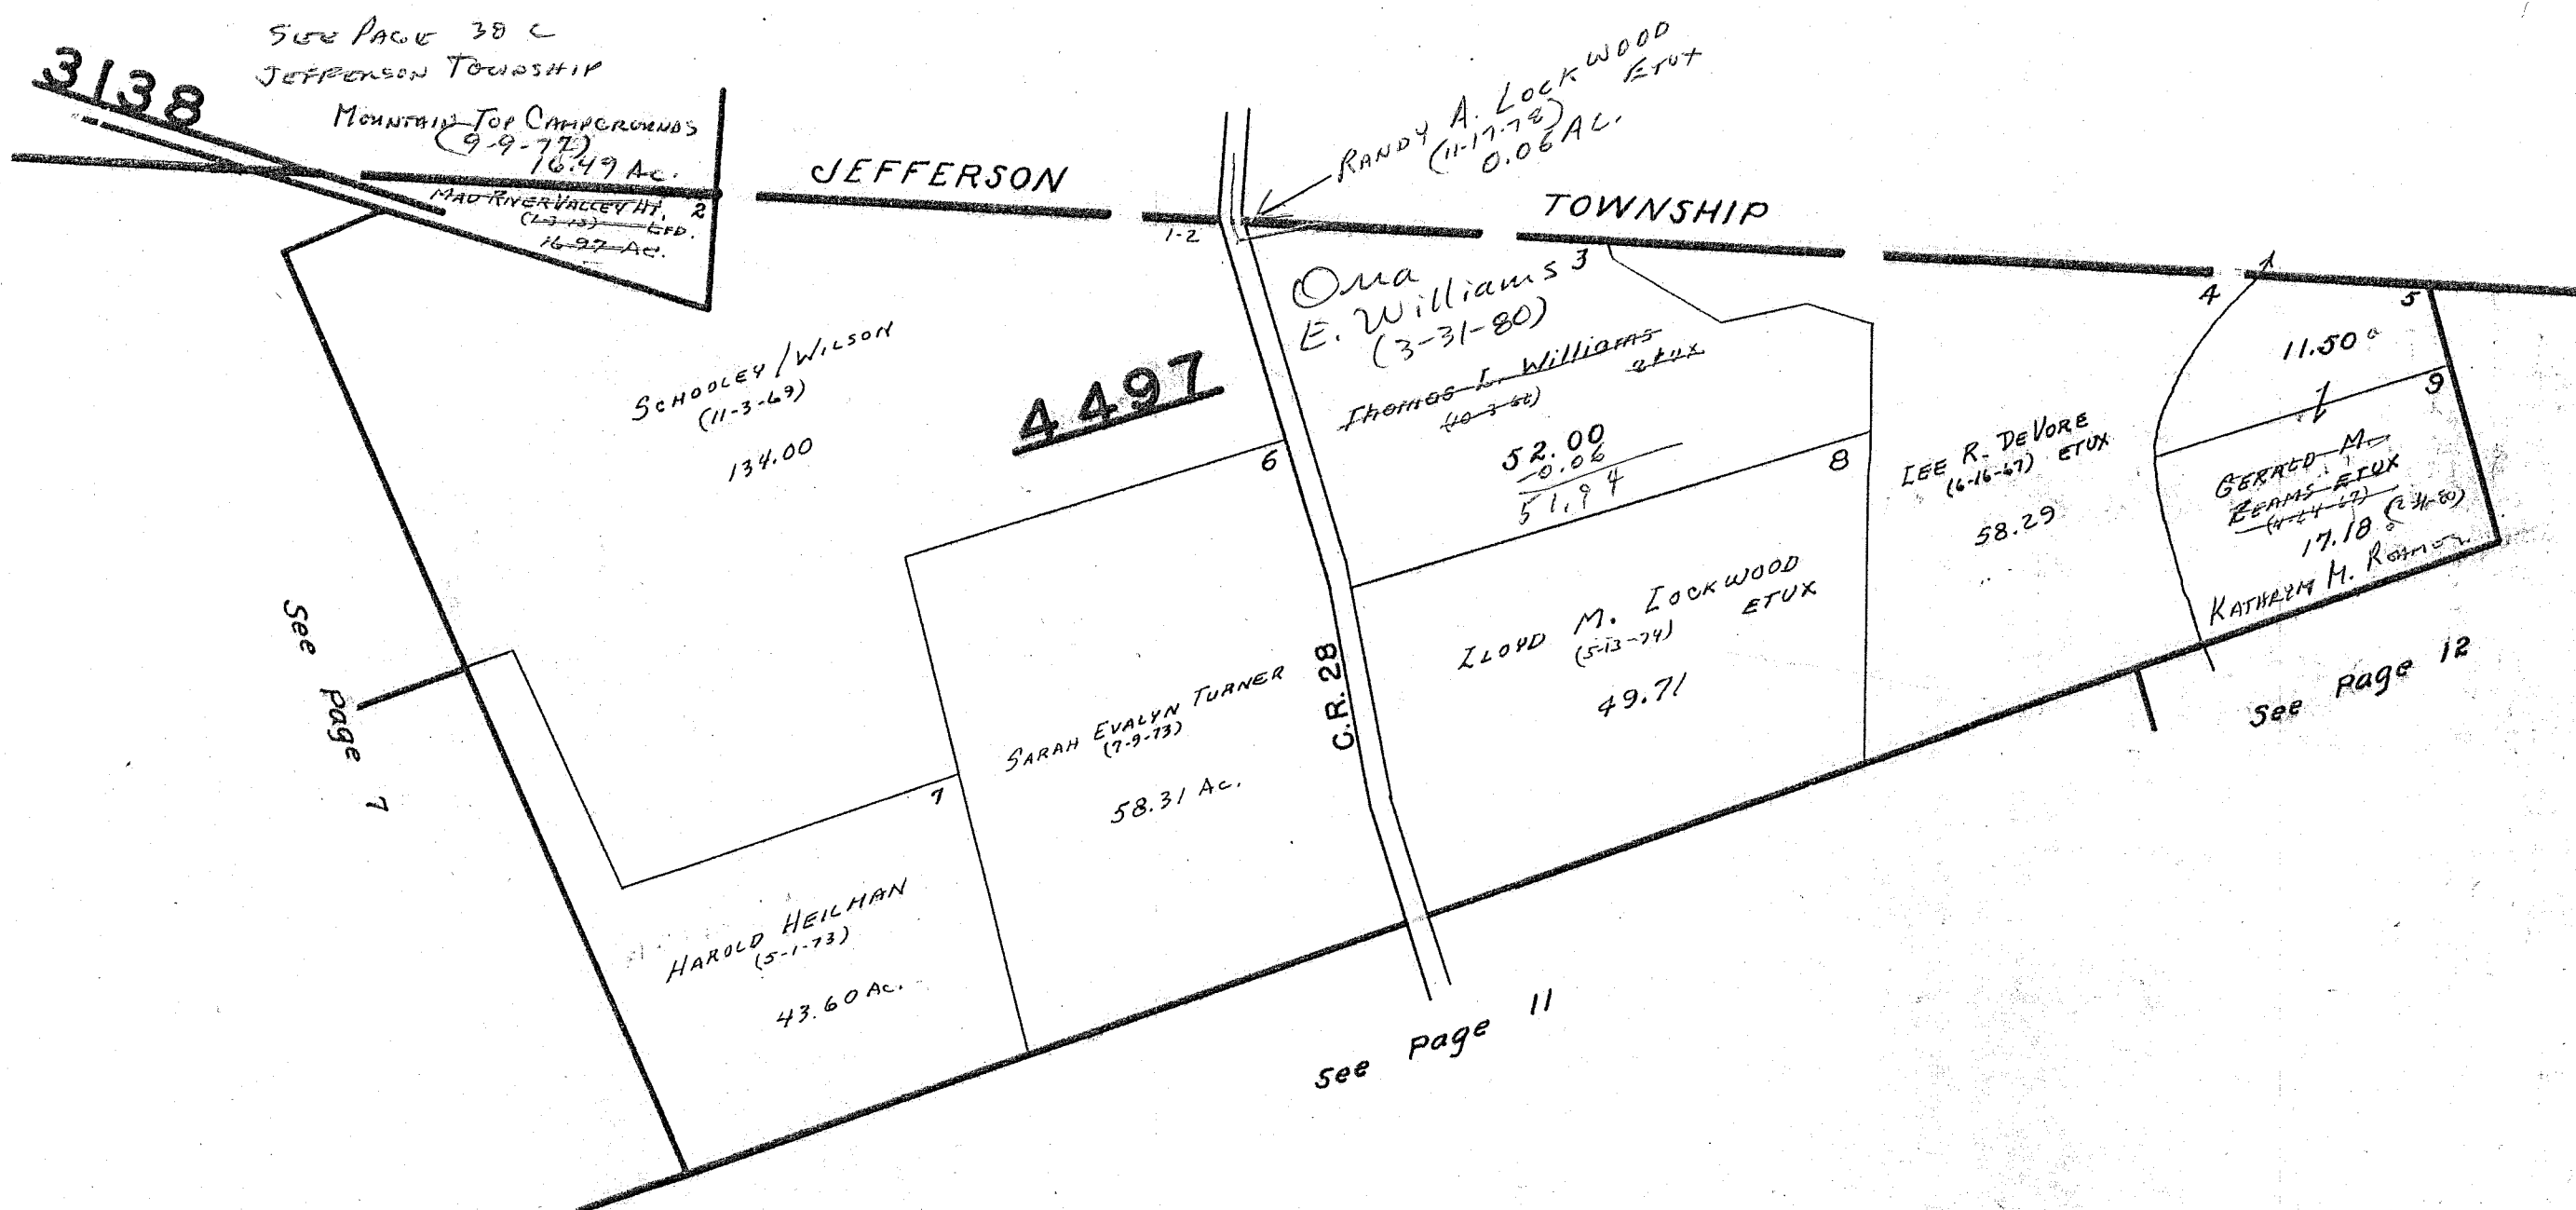 SEE PAGE 38 C
JEFFERSON TOWNSHIP
3138
MOUNTAIN TOP CAMPGROUNDS
(9-9-77)
16.49 AC.
MAD RIVER VALLEY HT. 2
LTD.
16.97 AC.
JEFFERSON
1-2
RANDY A. LOCKWOOD
ETUX
(11-17-78)
0.06 AC.
TOWNSHIP
3
4
5
E. Williams
(3-31-80)
Thomas L. Williams
etux
52.00
-0.06
51.94
SCHOOLEY/WILSON
(11-3-69)
134.00
4497
6
8
LEE R. DEVORE
(6-16-67) ETUX
58.29
11.50 a
9
GERALD M.
ETUX
17.18
KATHRYN M.
See Page 12
See Page 7
7
SARAH EVALYN TURNER
(7-9-73)
58.31 AC.
C.R. 28
LLOYD M. LOCKWOOD
(5-13-74) ETUX
49.71
HAROLD HEILMAN
(5-1-73)
43.60 AC.
See Page 11